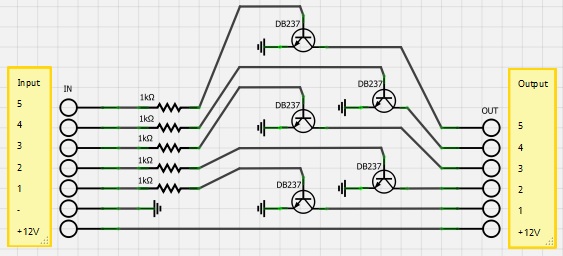 Input
5
4
3
2
1
-
+12V
IN
1kΩ
1kΩ
1kΩ
1kΩ
1kΩ
DB237
DB237
DB237
DB237
DB237
OUT
Output
5
4
3
2
1
+12V